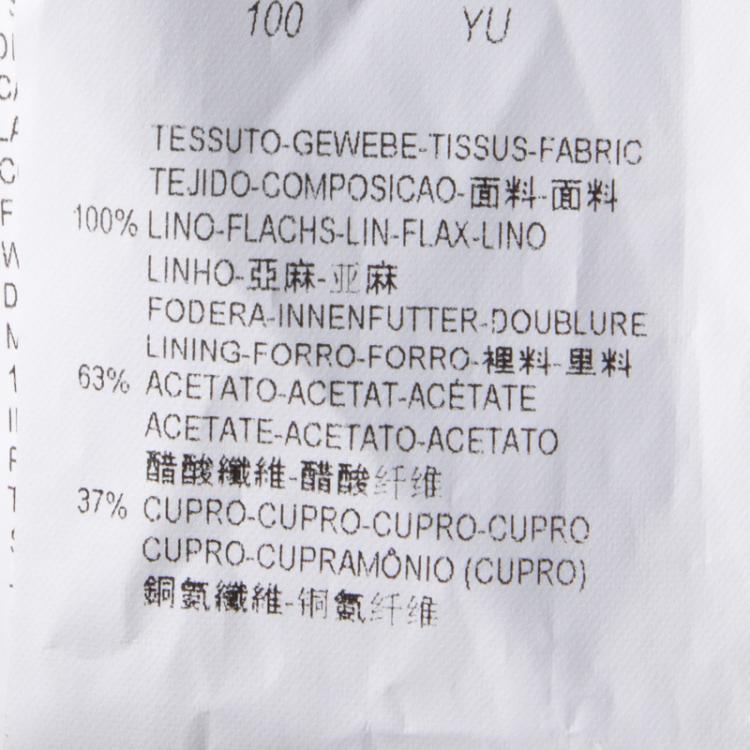 100 YU
TESSUTO-GEWEBE-TISSUS-FABRIC
TEJIDO-COMPOSICAO-面料-面料
100% LINO-FLACHS-LIN-FLAX-LINO
LINHO-亞麻-亚麻
FODERA-INNENFUTTER-DOUBLURE
LINING-FORRO-FORRO-裡料-里料
63% ACETATO-ACETAT-ACÉTATE
ACETATE-ACETATO-ACETATO
醋酸纖維-醋酸纤维
37% CUPRO-CUPRO-CUPRO-CUPRO
CUPRO-CUPRAMÔNIO (CUPRO)
銅氨纖維-铜氨纤维